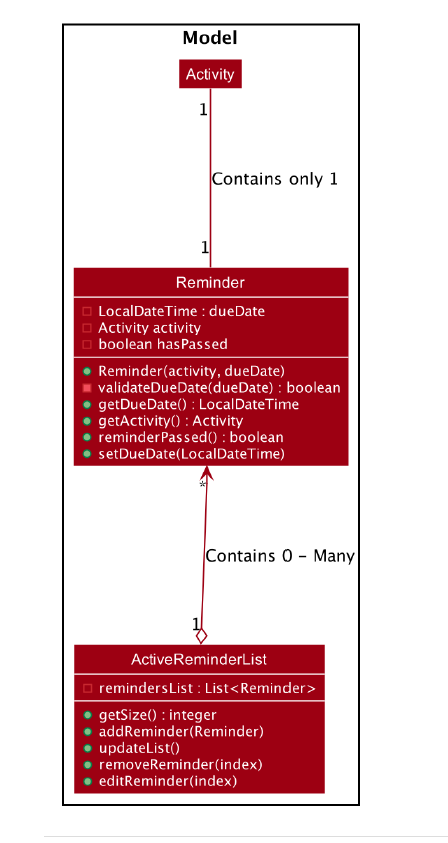 Model
Activity
1
Contains only 1
1
Reminder
LocalDateTime : dueDate
Activity activity
boolean hasPassed
Reminder(activity, dueDate)
validateDueDate(dueDate) : boolean
getDueDate() : LocalDateTime
getActivity() : Activity
reminderPassed() : boolean
setDueDate(LocalDateTime)
*
Contains 0 - Many
1
ActiveReminderList
remindersList : List<Reminder>
getSize() : integer
addReminder(Reminder)
updateList()
removeReminder(index)
editReminder(index)